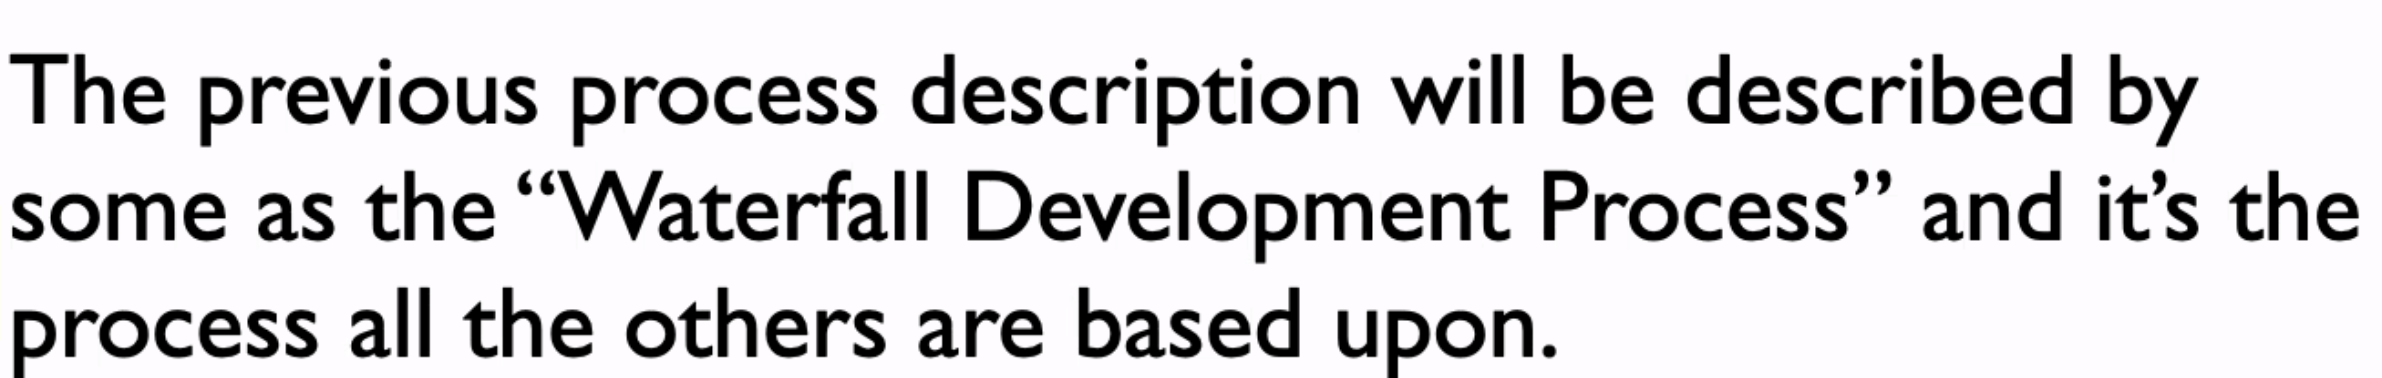 The previous process description will be described by
some as the “Waterfall Development Process” and it’s the
process all the others are based upon.